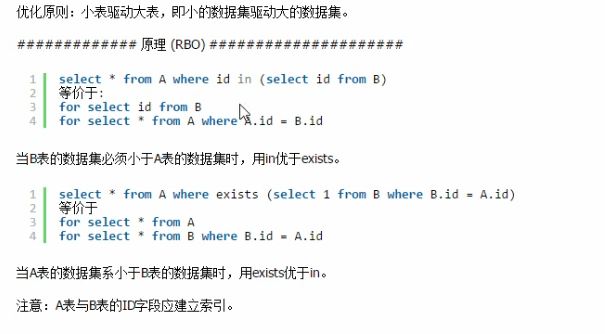 优化原则：小表驱动大表，即小的数据集驱动大的数据集。
############# 原理 (RBO) #####################
1 select * from A where id in (select id from B)
2 等价于:
3 for select id from B
4 for select * from A where A.id = B.id
当B表的数据集必须小于A表的数据集时，用in优于exists。
1 select * from A where exists (select 1 from B where B.id = A.id)
2 等价于
3 for select * from A
4 for select * from B where B.id = A.id
当A表的数据集系小于B表的数据集时，用exists优于in。
注意：A表与B表的ID字段应建立索引。